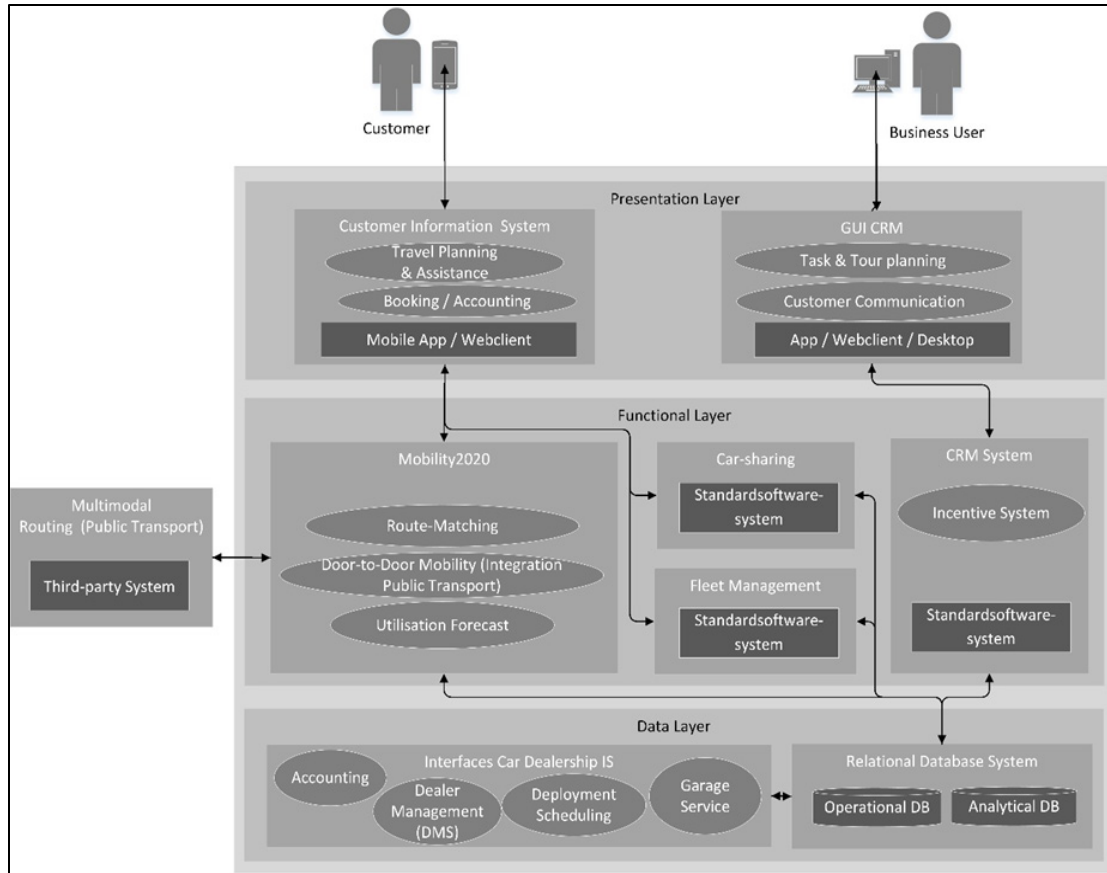 Customer
Business User
Presentation Layer
Customer Information System
Travel Planning
& Assistance
Booking / Accounting
Mobile App / Webclient
GUI CRM
Task & Tour planning
Customer Communication
App / Webclient / Desktop
Functional Layer
Mobility2020
Route-Matching
Door-to-Door Mobility (Integration
Public Transport)
Utilisation Forecast
Car-sharing
Standardsoftware-
system
Fleet Management
Standardsoftware-
system
CRM System
Incentive System
Standardsoftware-
system
Multimodal
Routing (Public Transport)
Third-party System
Data Layer
Interfaces Car Dealership IS
Accounting
Dealer
Management
(DMS)
Deployment
Scheduling
Garage
Service
Relational Database System
Operational DB
Analytical DB